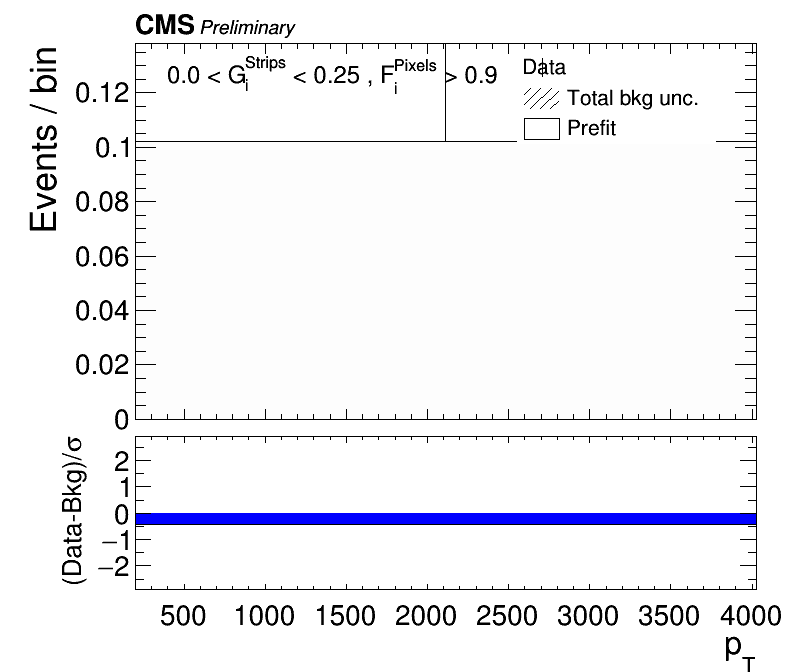 CMS Preliminary
0.0 < G_i^Strips < 0.25 , F_i^Pixels > 0.9
Data
Total bkg unc.
Prefit
Events / bin
0.12
0.1
0.08
0.06
0.04
0.02
0
(Data-Bkg)/σ
2
1
0
−1
−2
500 1000 1500 2000 2500 3000 3500 4000
p_T